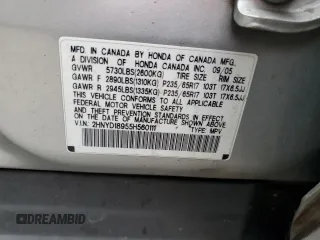 MFD. IN CANADA BY HONDA OF CANADA MFG.
A DIVISION OF HONDA CANADA INC. 09/05
GVWR 5730LBS(2600KG) TIRE SIZE RIM SIZE
GAWR F 2890LBS(1310KG) P235/65R17 103T 17X6.5JJ
GAWR R 2945LBS(1335KG) P235/65R17 103T 17X6.5JJ
THIS VEHICLE CONFORMS TO ALL APPLICABLE
FEDERAL MOTOR VEHICLE SAFETY AND
STANDARDS IN EFFECT ON THE DATE OF
MANUFACTURE SHOWN ABOVE.
V.I.N.: 2HNYD18955H560111 TYPE: MPV
DREAMBID